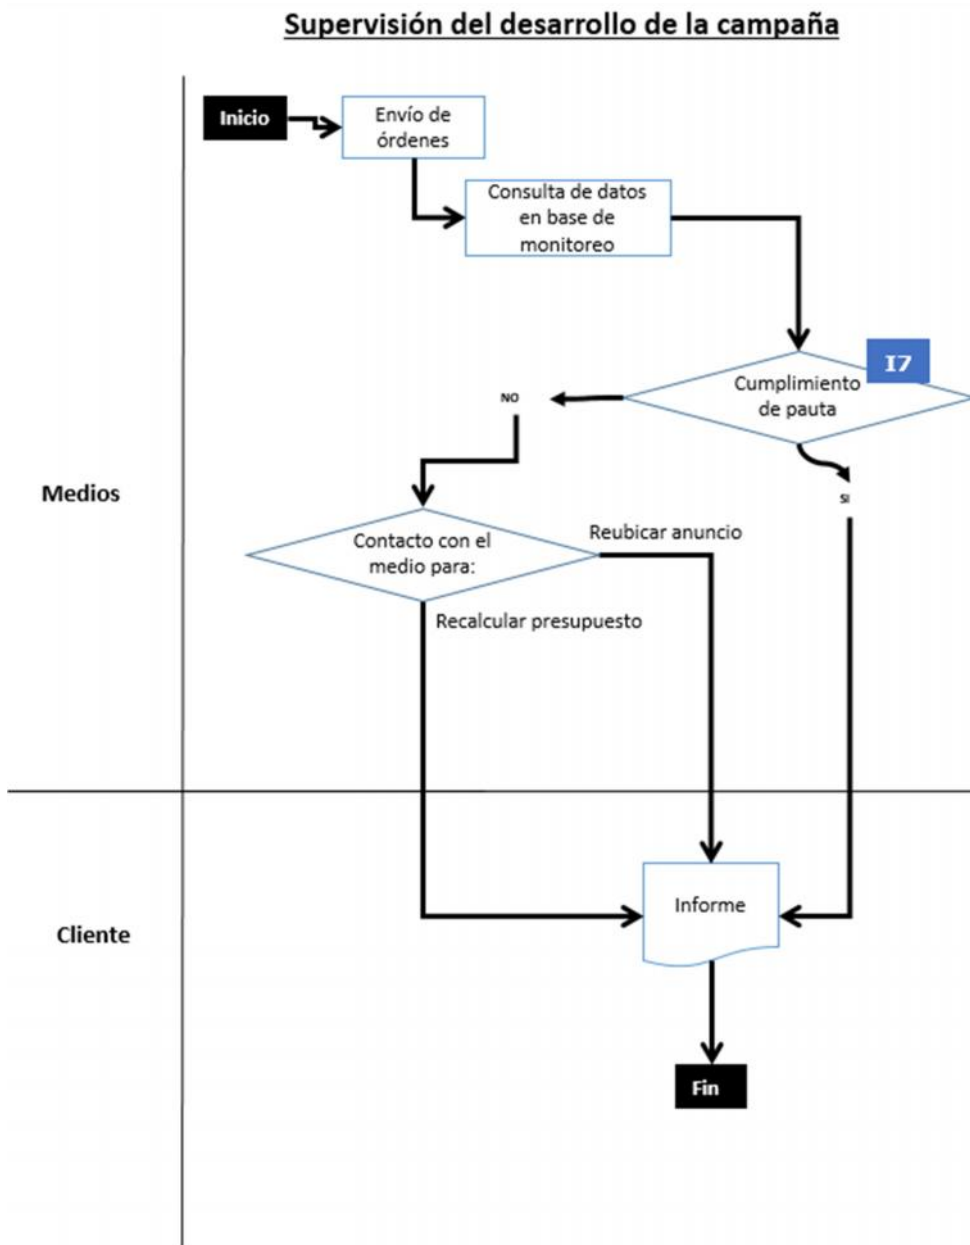 Supervisión del desarrollo de la campaña
Inicio
Envío de
órdenes
Consulta de datos
en base de
monitoreo
I7
Cumplimiento
de pauta
NO
SI
Medios
Contacto con el
medio para:
Reubicar anuncio
Recalcular presupuesto
Cliente
Informe
Fin